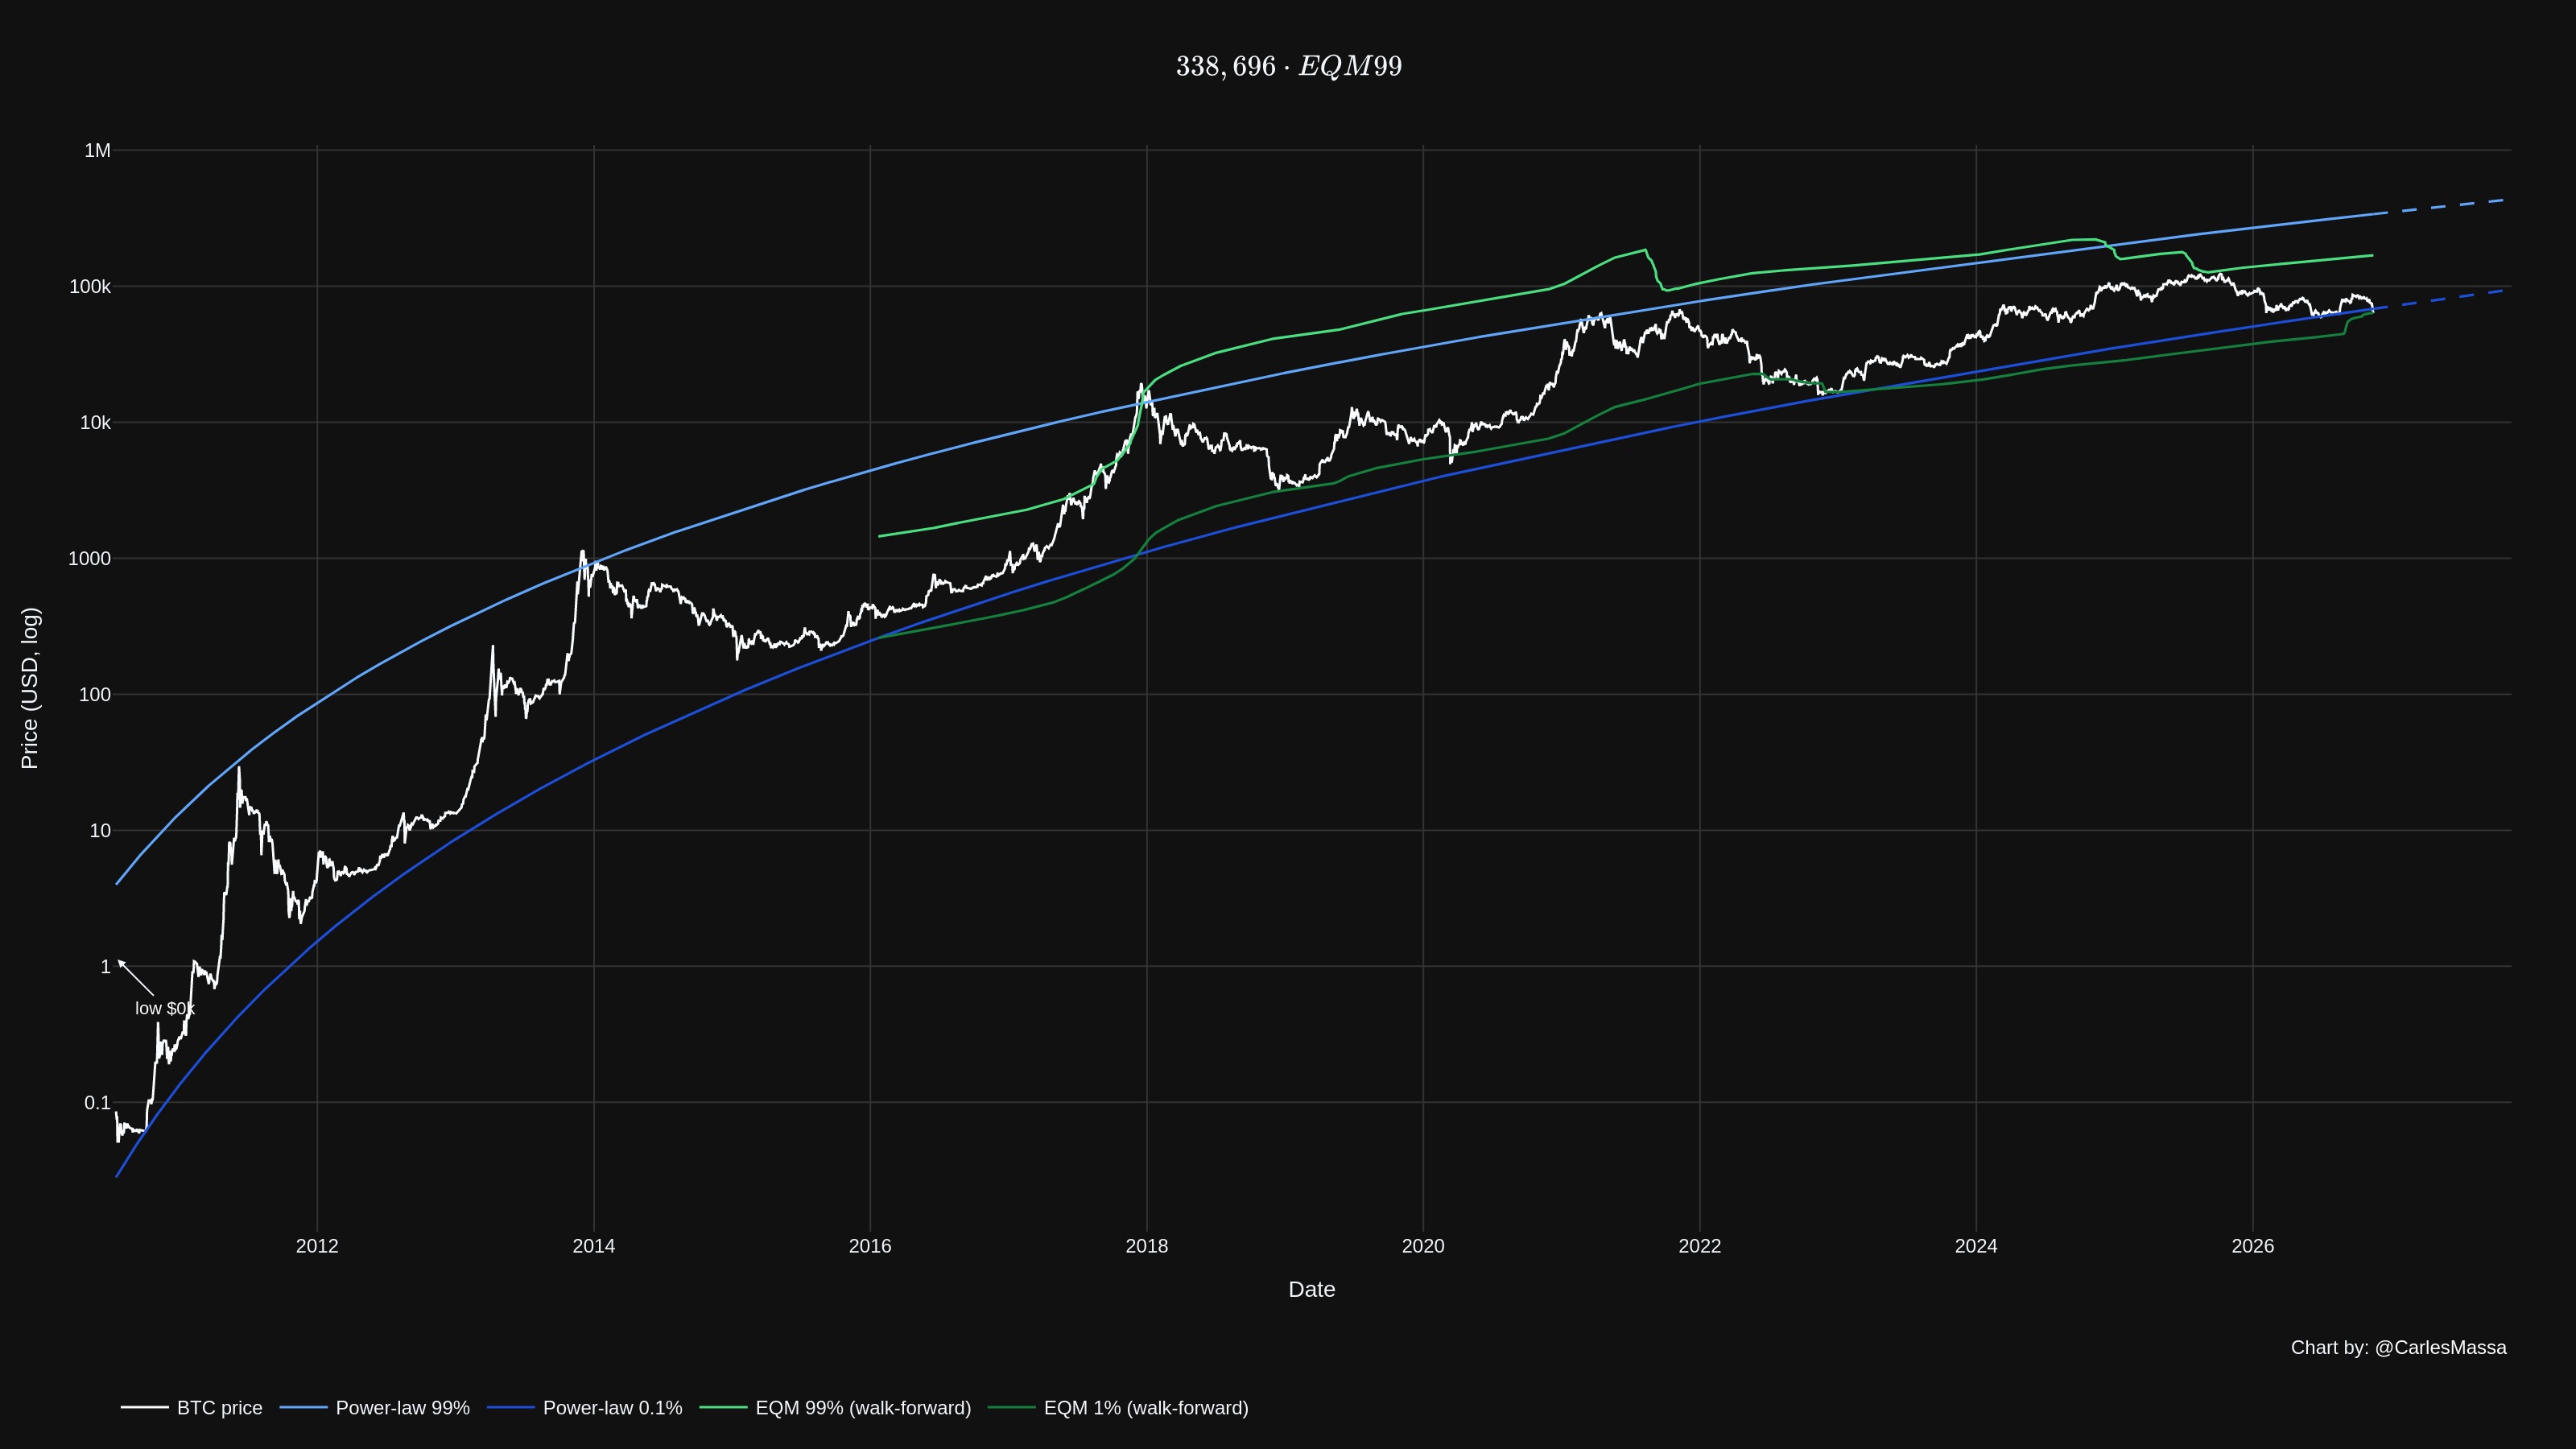 338,696 · EQM99
1M
100k
10k
1000
100
10
1
0.1
Price (USD, log)
low $0k
2012 2014 2016 2018 2020 2022 2024 2026
Date
Chart by: @CarlesMassa
BTC price Power-law 99% Power-law 0.1% EQM 99% (walk-forward) EQM 1% (walk-forward)